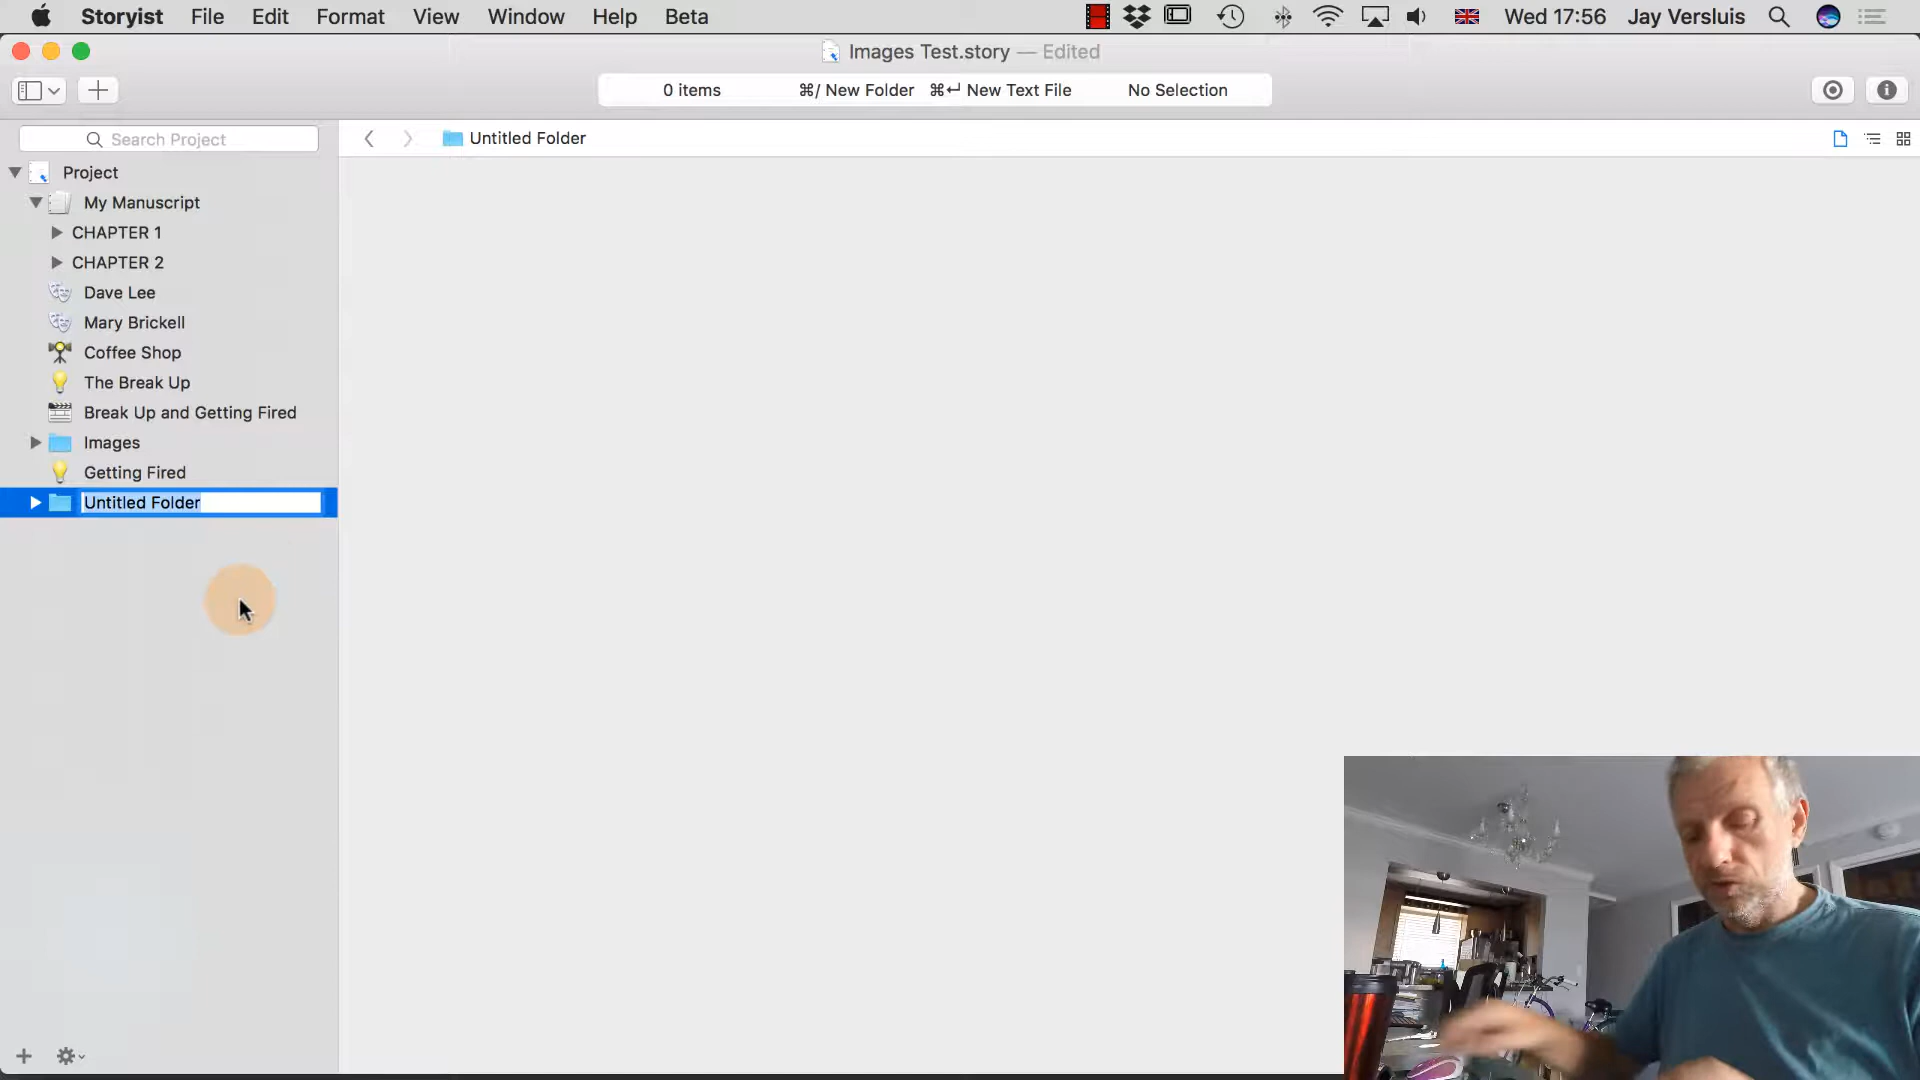 Storyist File Edit Format View Window Help Beta Wed 17:56 Jay Versluis
Images Test.story — Edited
0 items ⌘/ New Folder ⌘↩ New Text File No Selection
Search Project
Untitled Folder
Project
My Manuscript
CHAPTER 1
CHAPTER 2
Dave Lee
Mary Brickell
Coffee Shop
The Break Up
Break Up and Getting Fired
Images
Getting Fired
Untitled Folder